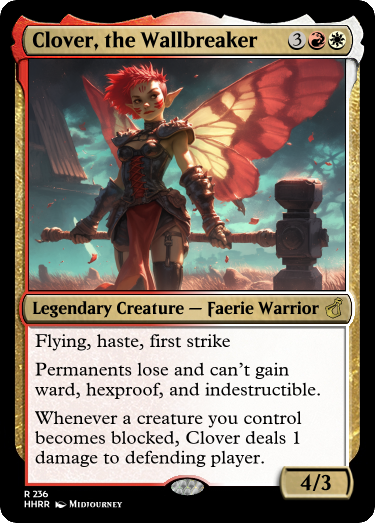 Clover, the Wallbreaker 3
Legendary Creature — Faerie Warrior
Flying, haste, first strike
Permanents lose and can't gain
ward, hexproof, and indestructible.
Whenever a creature you control
becomes blocked, Clover deals 1
damage to defending player.
4/3
R 236
HHRR MIDJOURNEY